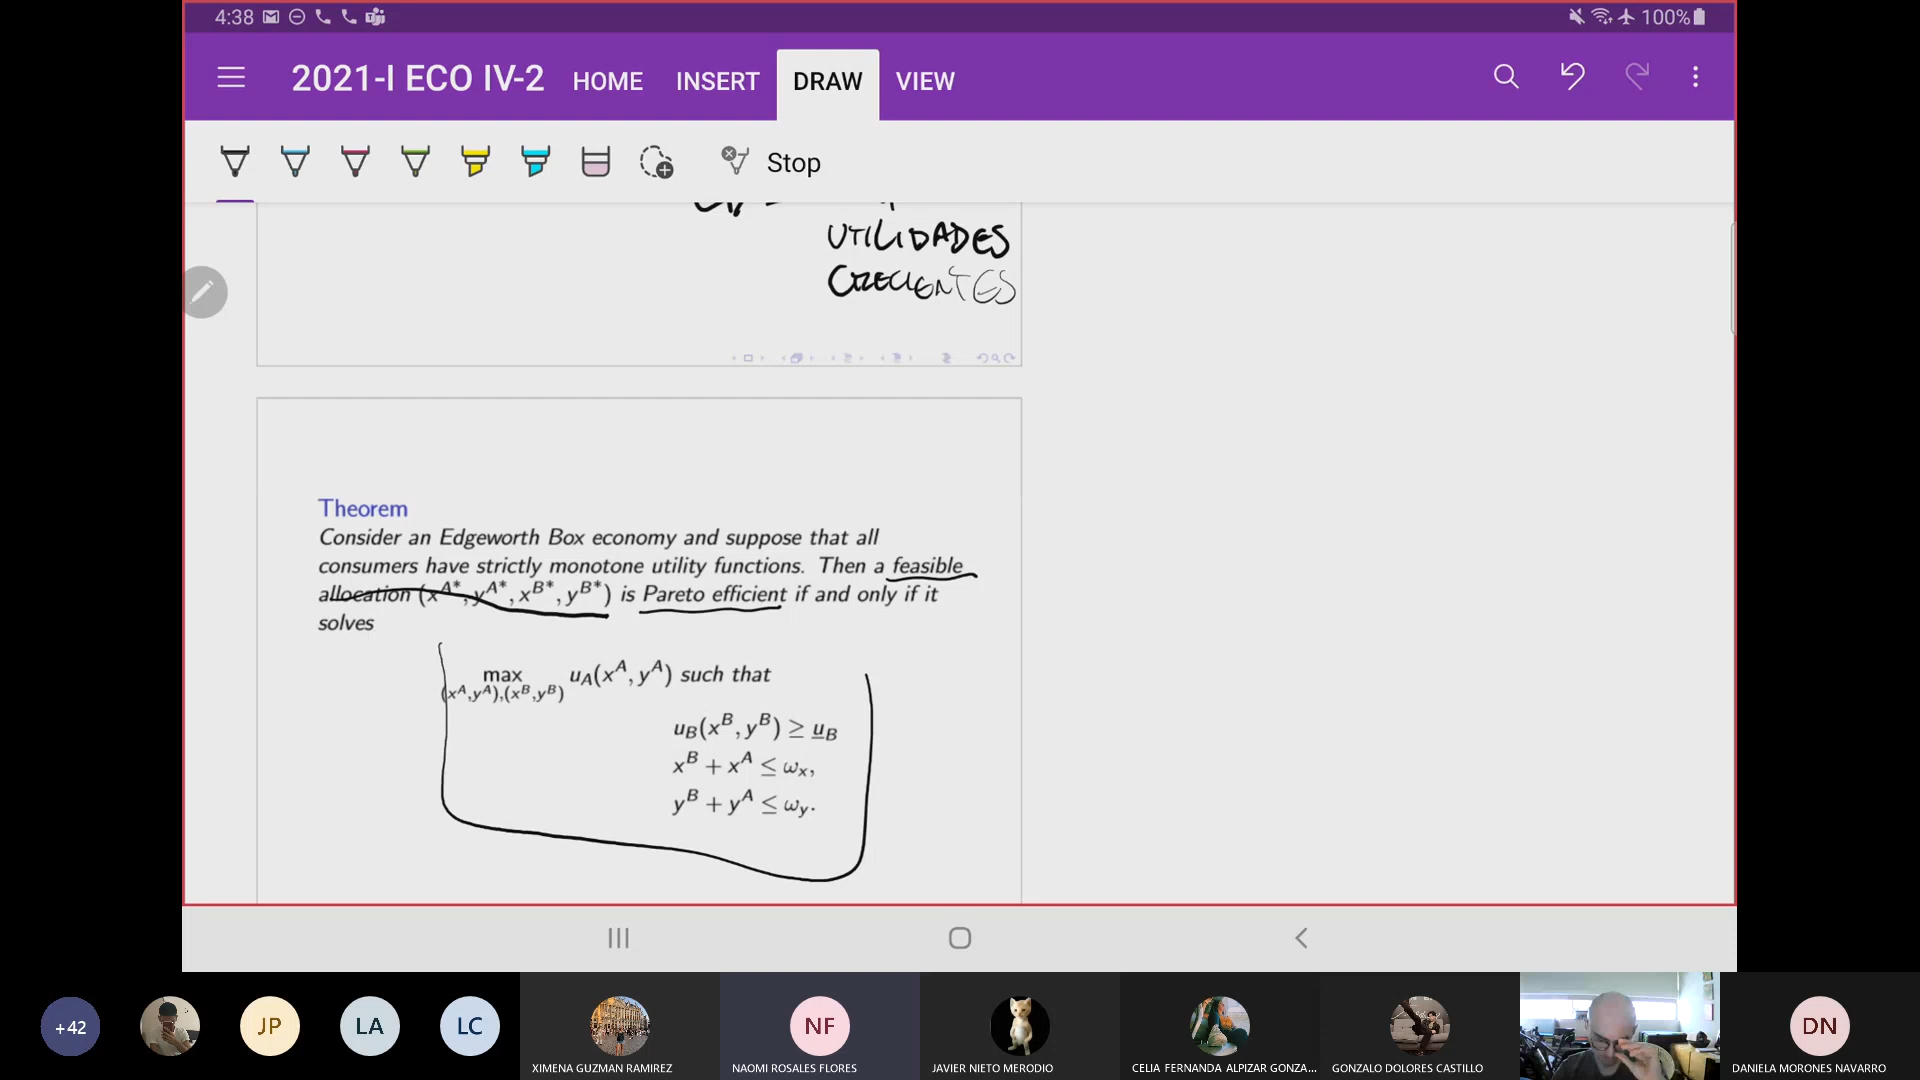 4:38
100%
2021-I ECO IV-2 HOME INSERT DRAW VIEW
Stop
UTILIDADES
CRECIENTES
Theorem
Consider an Edgeworth Box economy and suppose that all
consumers have strictly monotone utility functions. Then a feasible
allocation (x^{A*}, y^{A*}, x^{B*}, y^{B*}) is Pareto efficient if and only if it
solves
max u_A(x^A, y^A) such that
(x^A,y^A),(x^B,y^B)
u_B(x^B, y^B) ≥ u̲_B
x^B + x^A ≤ ω_x,
y^B + y^A ≤ ω_y.
+42
JP
LA
LC
NF
DN
XIMENA GUZMAN RAMIREZ
NAOMI ROSALES FLORES
JAVIER NIETO MERODIO
CELIA FERNANDA ALPIZAR GONZA...
GONZALO DOLORES CASTILLO
DANIELA MORONES NAVARRO